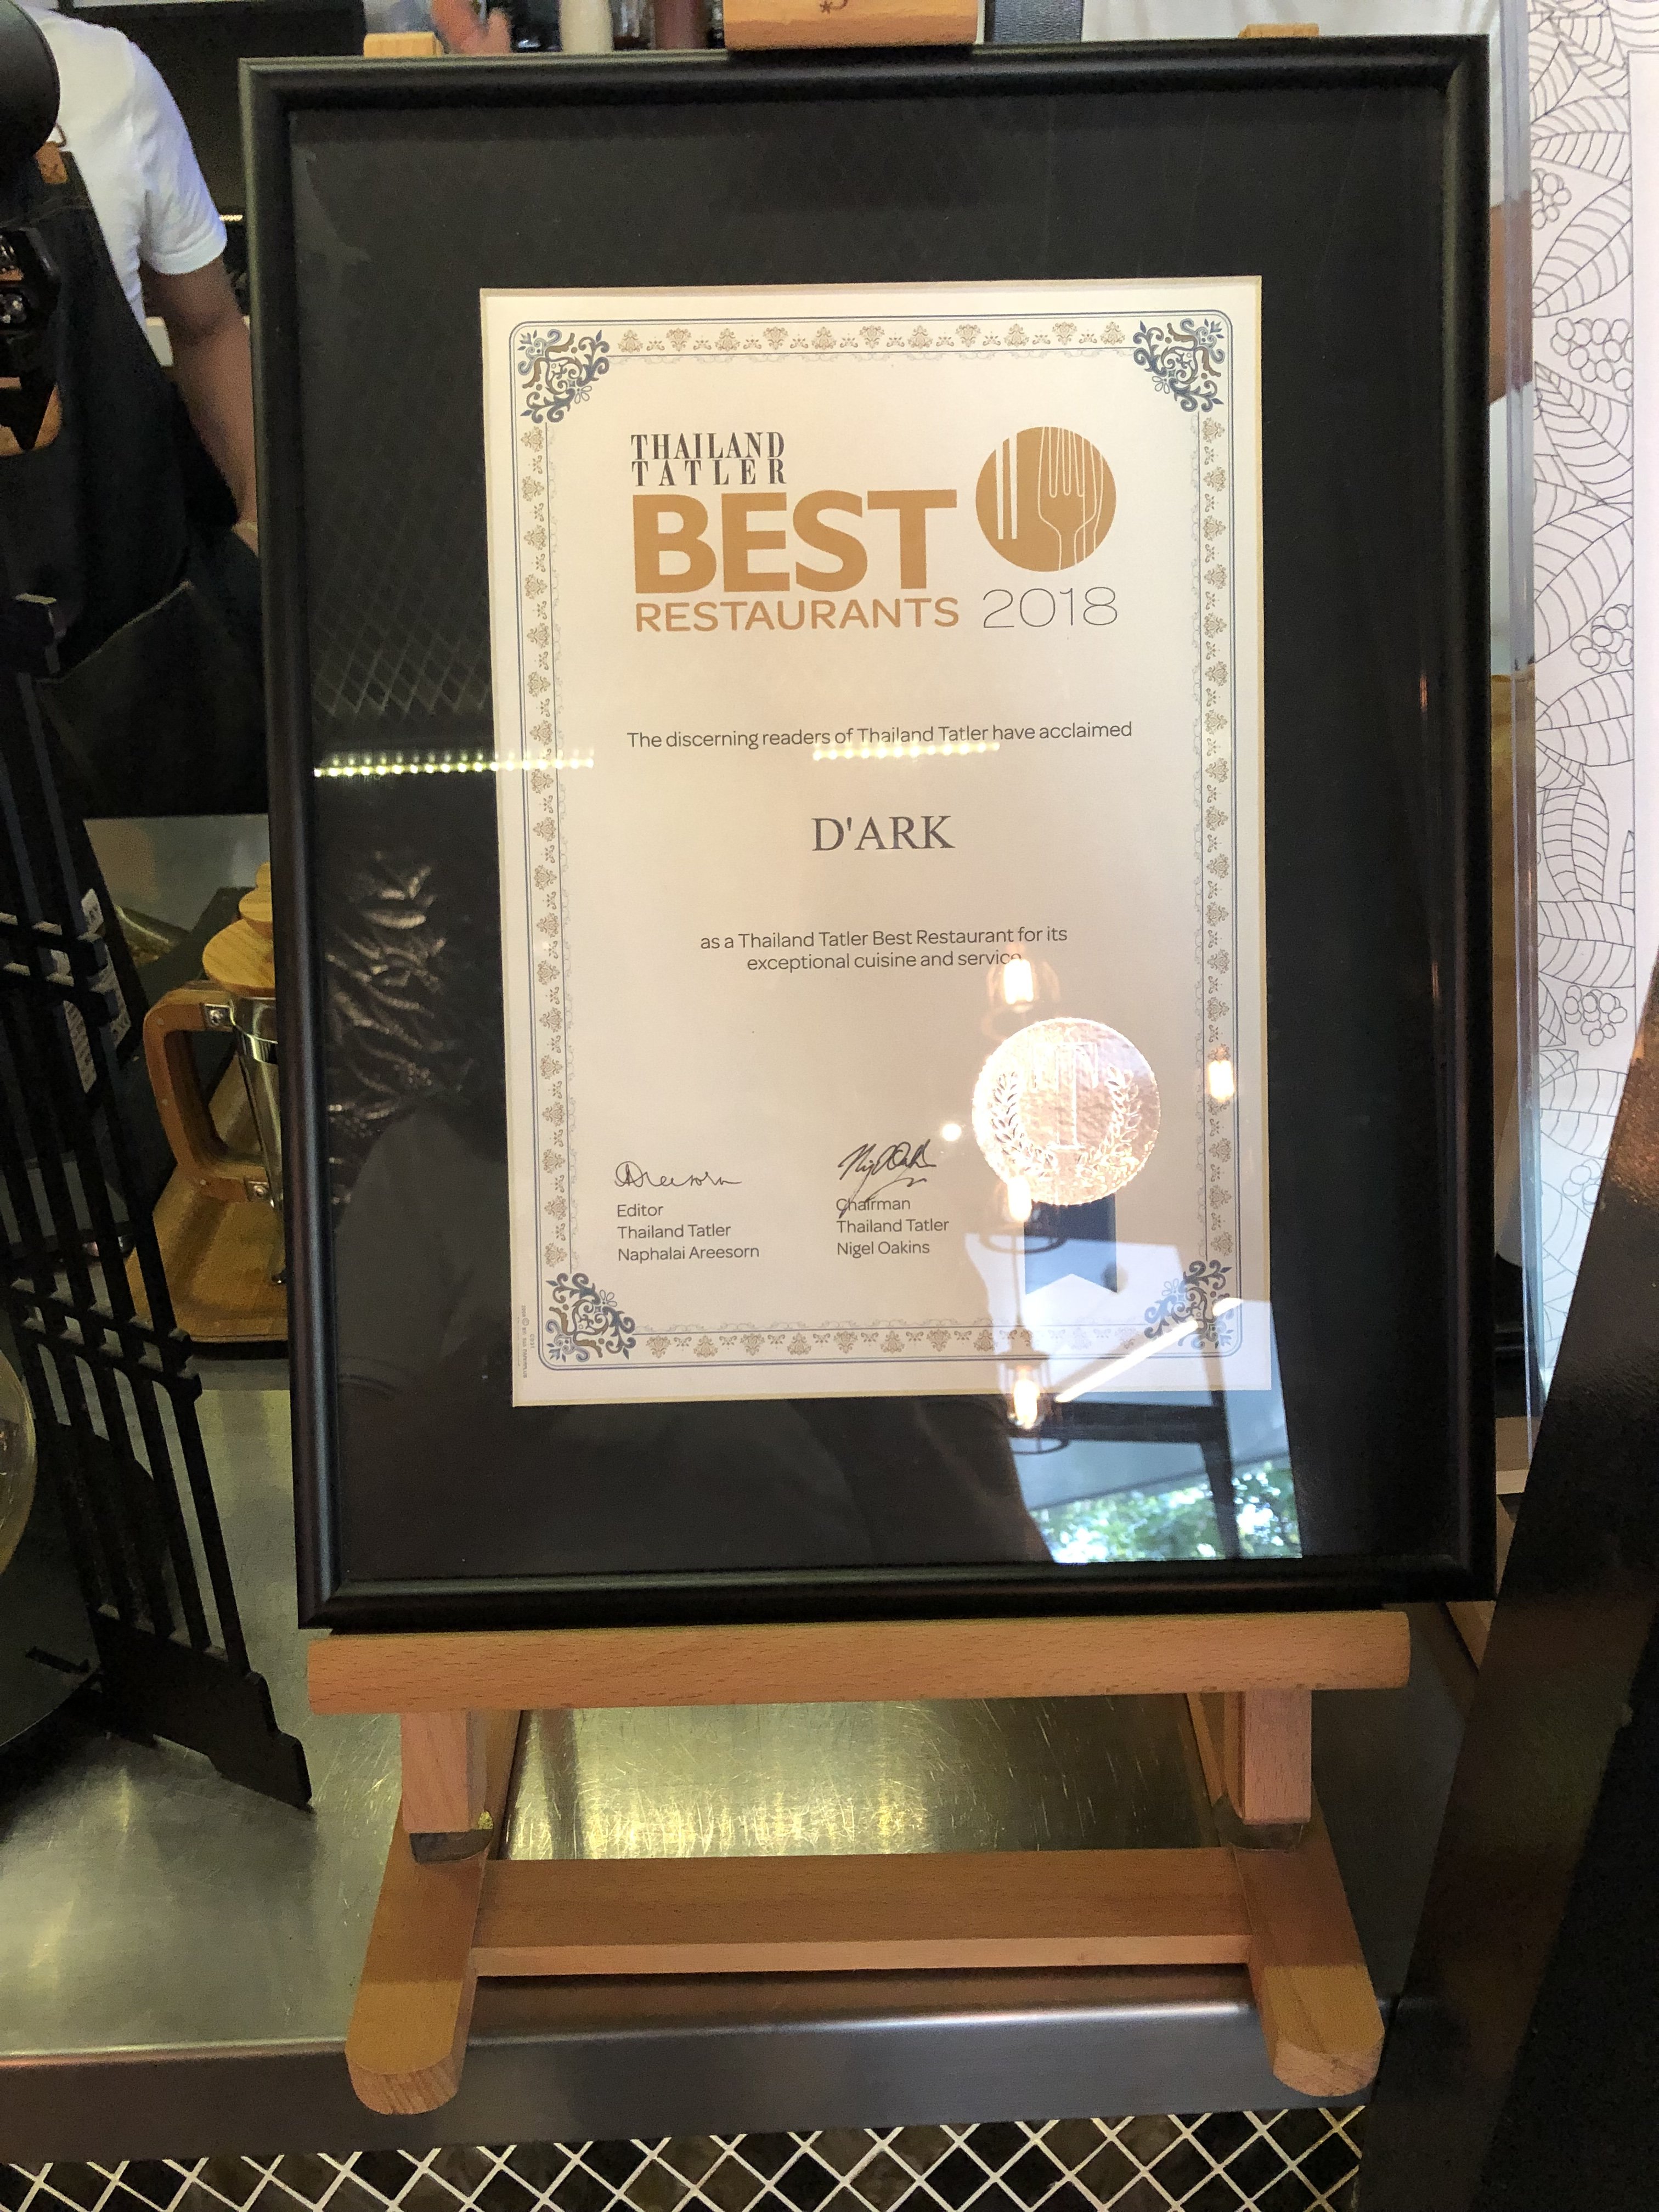 THAILAND
TATLER
BEST
RESTAURANTS 2018
The discerning readers of Thailand Tatler have acclaimed
D'ARK
as a Thailand Tatler Best Restaurant for its
exceptional cuisine and service
T
Areesorn
Editor
Thailand Tatler
Naphalai Areesorn
Chairman
Thailand Tatler
Nigel Oakins